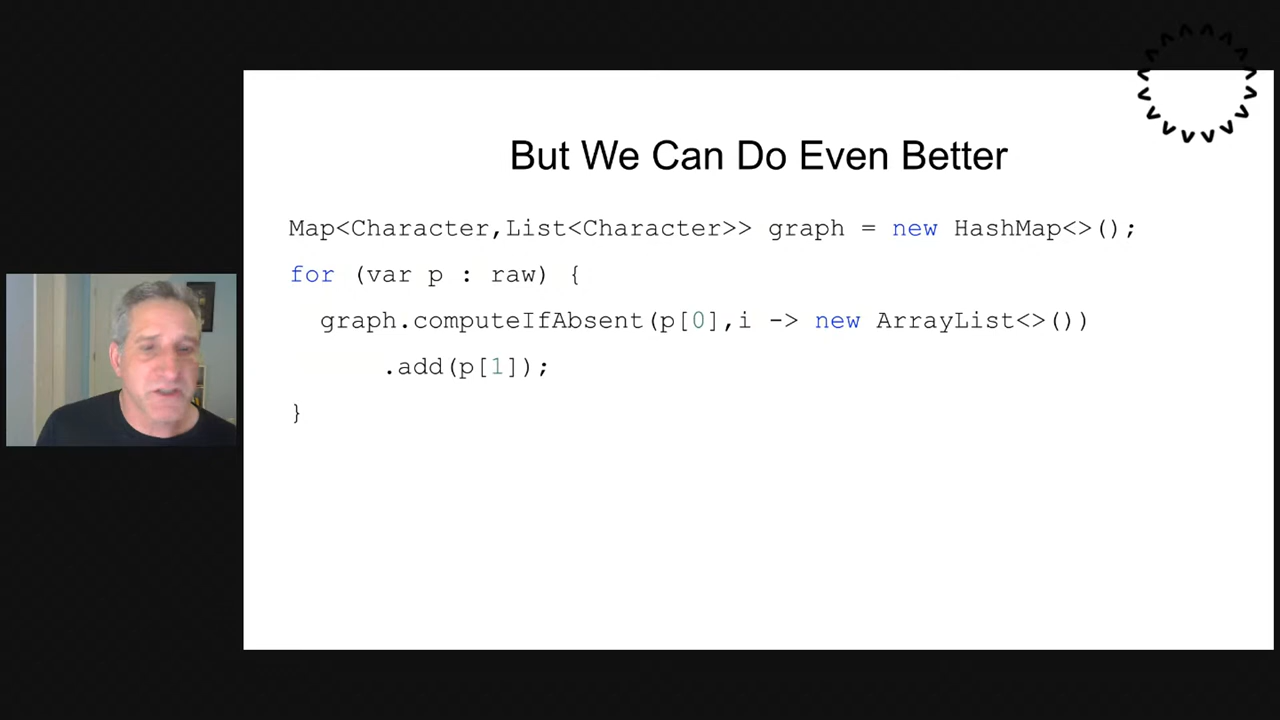 But We Can Do Even Better
Map<Character,List<Character>> graph = new HashMap<>();
for (var p : raw) {
graph.computeIfAbsent(p[0],i -> new ArrayList<>())
.add(p[1]);
}